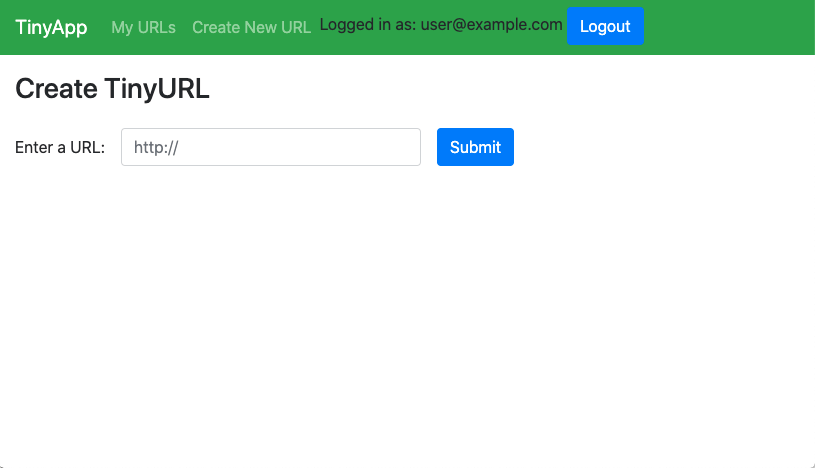 TinyApp My URLs Create New URL Logged in as: user@example.com Logout
Create TinyURL
Enter a URL: http:// Submit